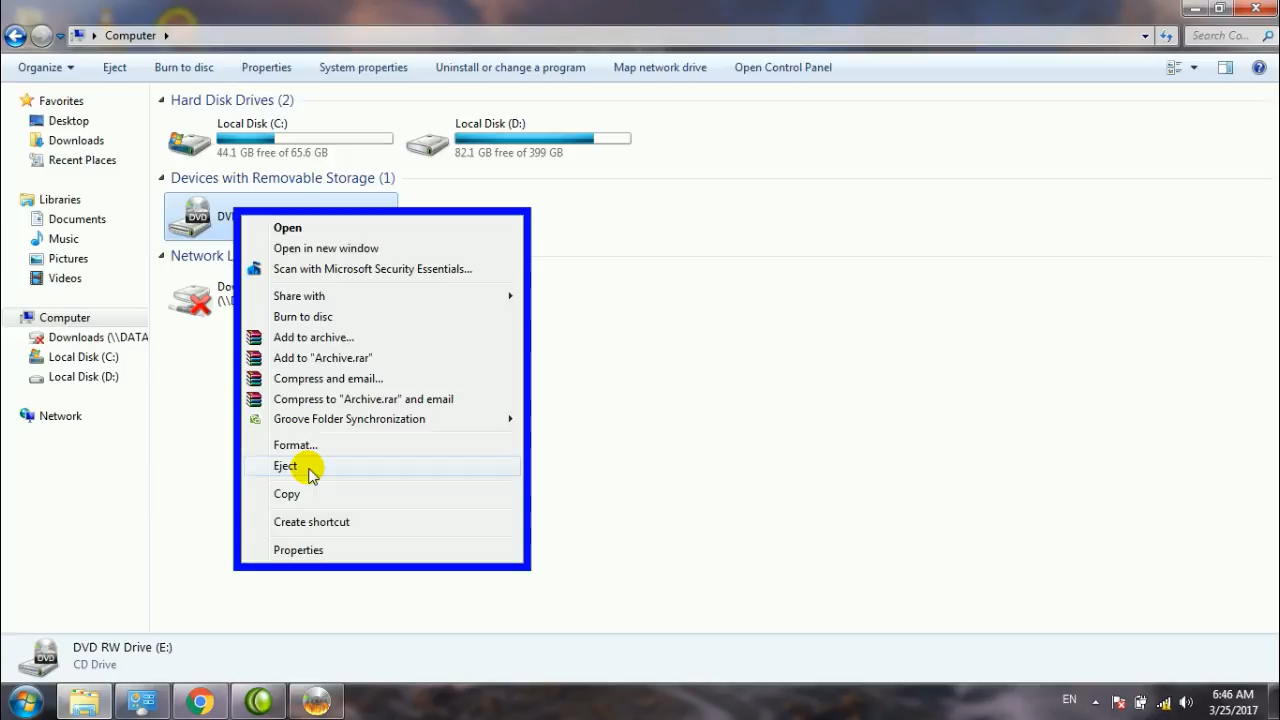 Computer
Search Co...
Organize
Eject
Burn to disc
Properties
System properties
Uninstall or change a program
Map network drive
Open Control Panel
Favorites
Desktop
Downloads
Recent Places
Libraries
Documents
Music
Pictures
Videos
Computer
Downloads (\\DATA
Local Disk (C:)
Local Disk (D:)
Network
Hard Disk Drives (2)
Local Disk (C:)
44.1 GB free of 65.6 GB
Local Disk (D:)
82.1 GB free of 399 GB
Devices with Removable Storage (1)
DVD
DV
Network L
Do
(\\D
Open
Open in new window
Scan with Microsoft Security Essentials...
Share with
Burn to disc
Add to archive...
Add to "Archive.rar"
Compress and email...
Compress to "Archive.rar" and email
Groove Folder Synchronization
Format...
Eject
Copy
Create shortcut
Properties
DVD
DVD RW Drive (E:)
CD Drive
EN
6:46 AM
3/25/2017